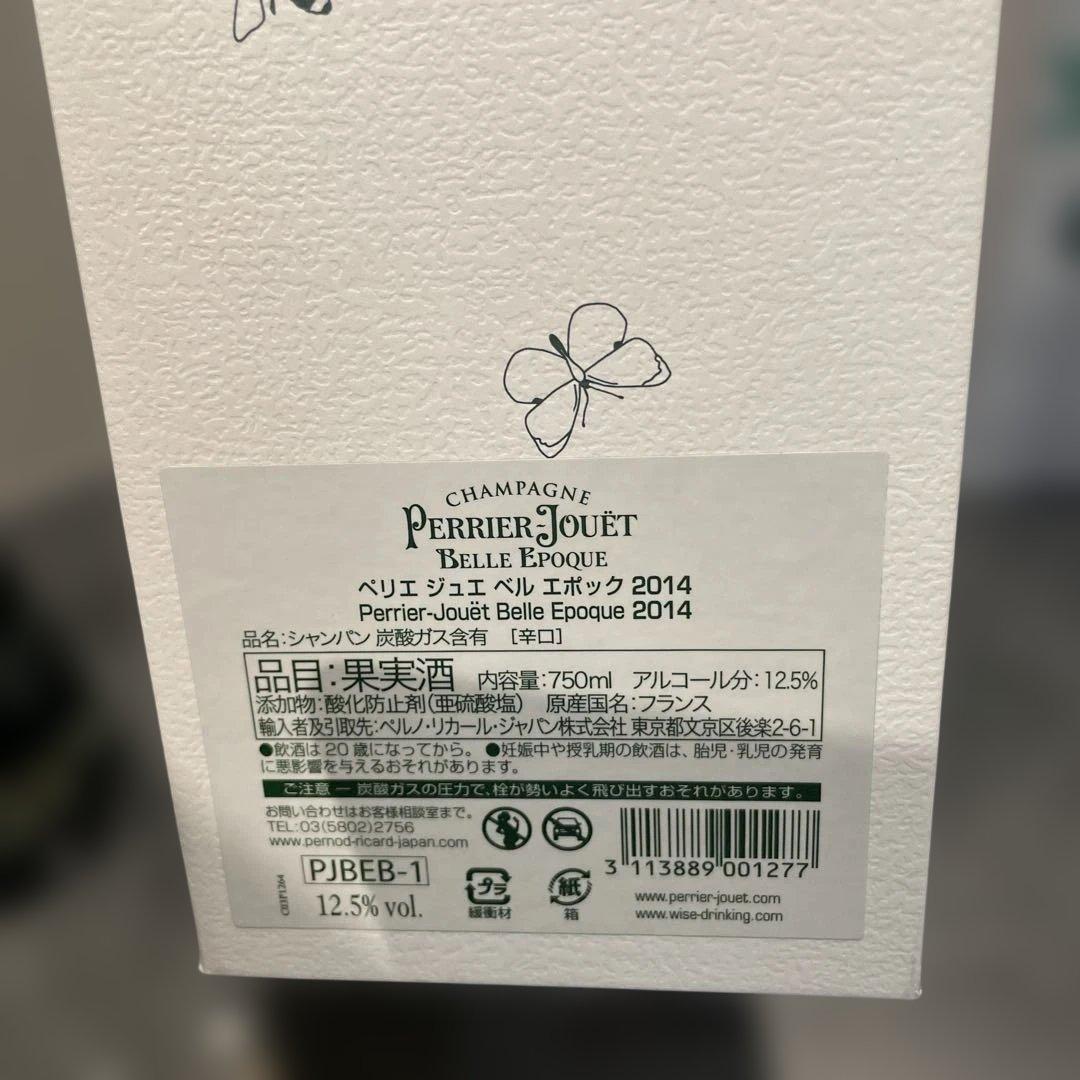 CHAMPAGNE
PERRIER-JOUËT
BELLE EPOQUE
ペリエ ジュエ ベル エポック 2014
Perrier-Jouët Belle Epoque 2014
品名:シャンパン 炭酸ガス含有 [辛口]
品目:果実酒 内容量:750ml アルコール分:12.5%
添加物:酸化防止剤(亜硫酸塩) 原産国名:フランス
輸入者及引取先:ペルノ・リカール・ジャパン株式会社 東京都文京区後楽2-6-1
●飲酒は20歳になってから。●妊娠中や授乳期の飲酒は、胎児・乳児の発育
に悪影響を与えるおそれがあります。
ご注意 ー 炭酸ガスの圧力で、栓が勢いよく飛び出すおそれがあります。
お問い合わせはお客様相談室まで。
TEL:03(5802)2756
www.pernod-ricard-japan.com
PJBEB-1
12.5% vol.
C03P1264
プラ
緩衝材
紙
箱
3 113889 001277
www.perrier-jouet.com
www.wise-drinking.com